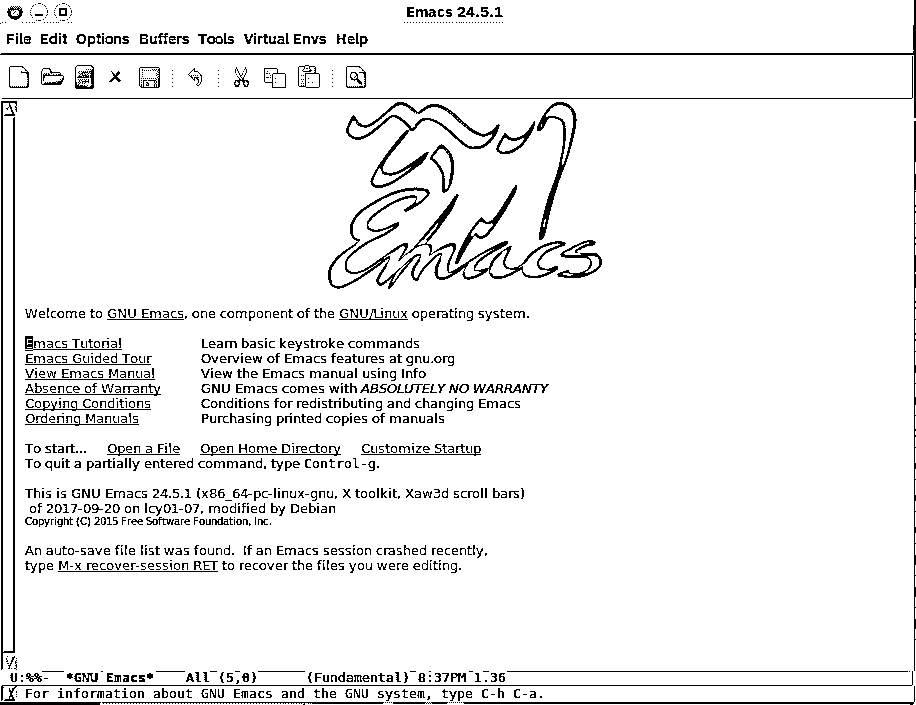 Emacs 24.5.1
File Edit Options Buffers Tools Virtual Envs Help
Emacs
Welcome to GNU Emacs, one component of the GNU/Linux operating system.
Emacs Tutorial Learn basic keystroke commands
Emacs Guided Tour Overview of Emacs features at gnu.org
View Emacs Manual View the Emacs manual using Info
Absence of Warranty GNU Emacs comes with ABSOLUTELY NO WARRANTY
Copying Conditions Conditions for redistributing and changing Emacs
Ordering Manuals Purchasing printed copies of manuals
To start... Open a File Open Home Directory Customize Startup
To quit a partially entered command, type Control-g.
This is GNU Emacs 24.5.1 (x86_64-pc-linux-gnu, X toolkit, Xaw3d scroll bars)
of 2017-09-20 on lcy01-07, modified by Debian
Copyright (C) 2015 Free Software Foundation, Inc.
An auto-save file list was found. If an Emacs session crashed recently,
type M-x recover-session RET to recover the files you were editing.
U:%%- *GNU Emacs* All (5,0) (Fundamental) 8:37PM 1.36
For information about GNU Emacs and the GNU system, type C-h C-a.